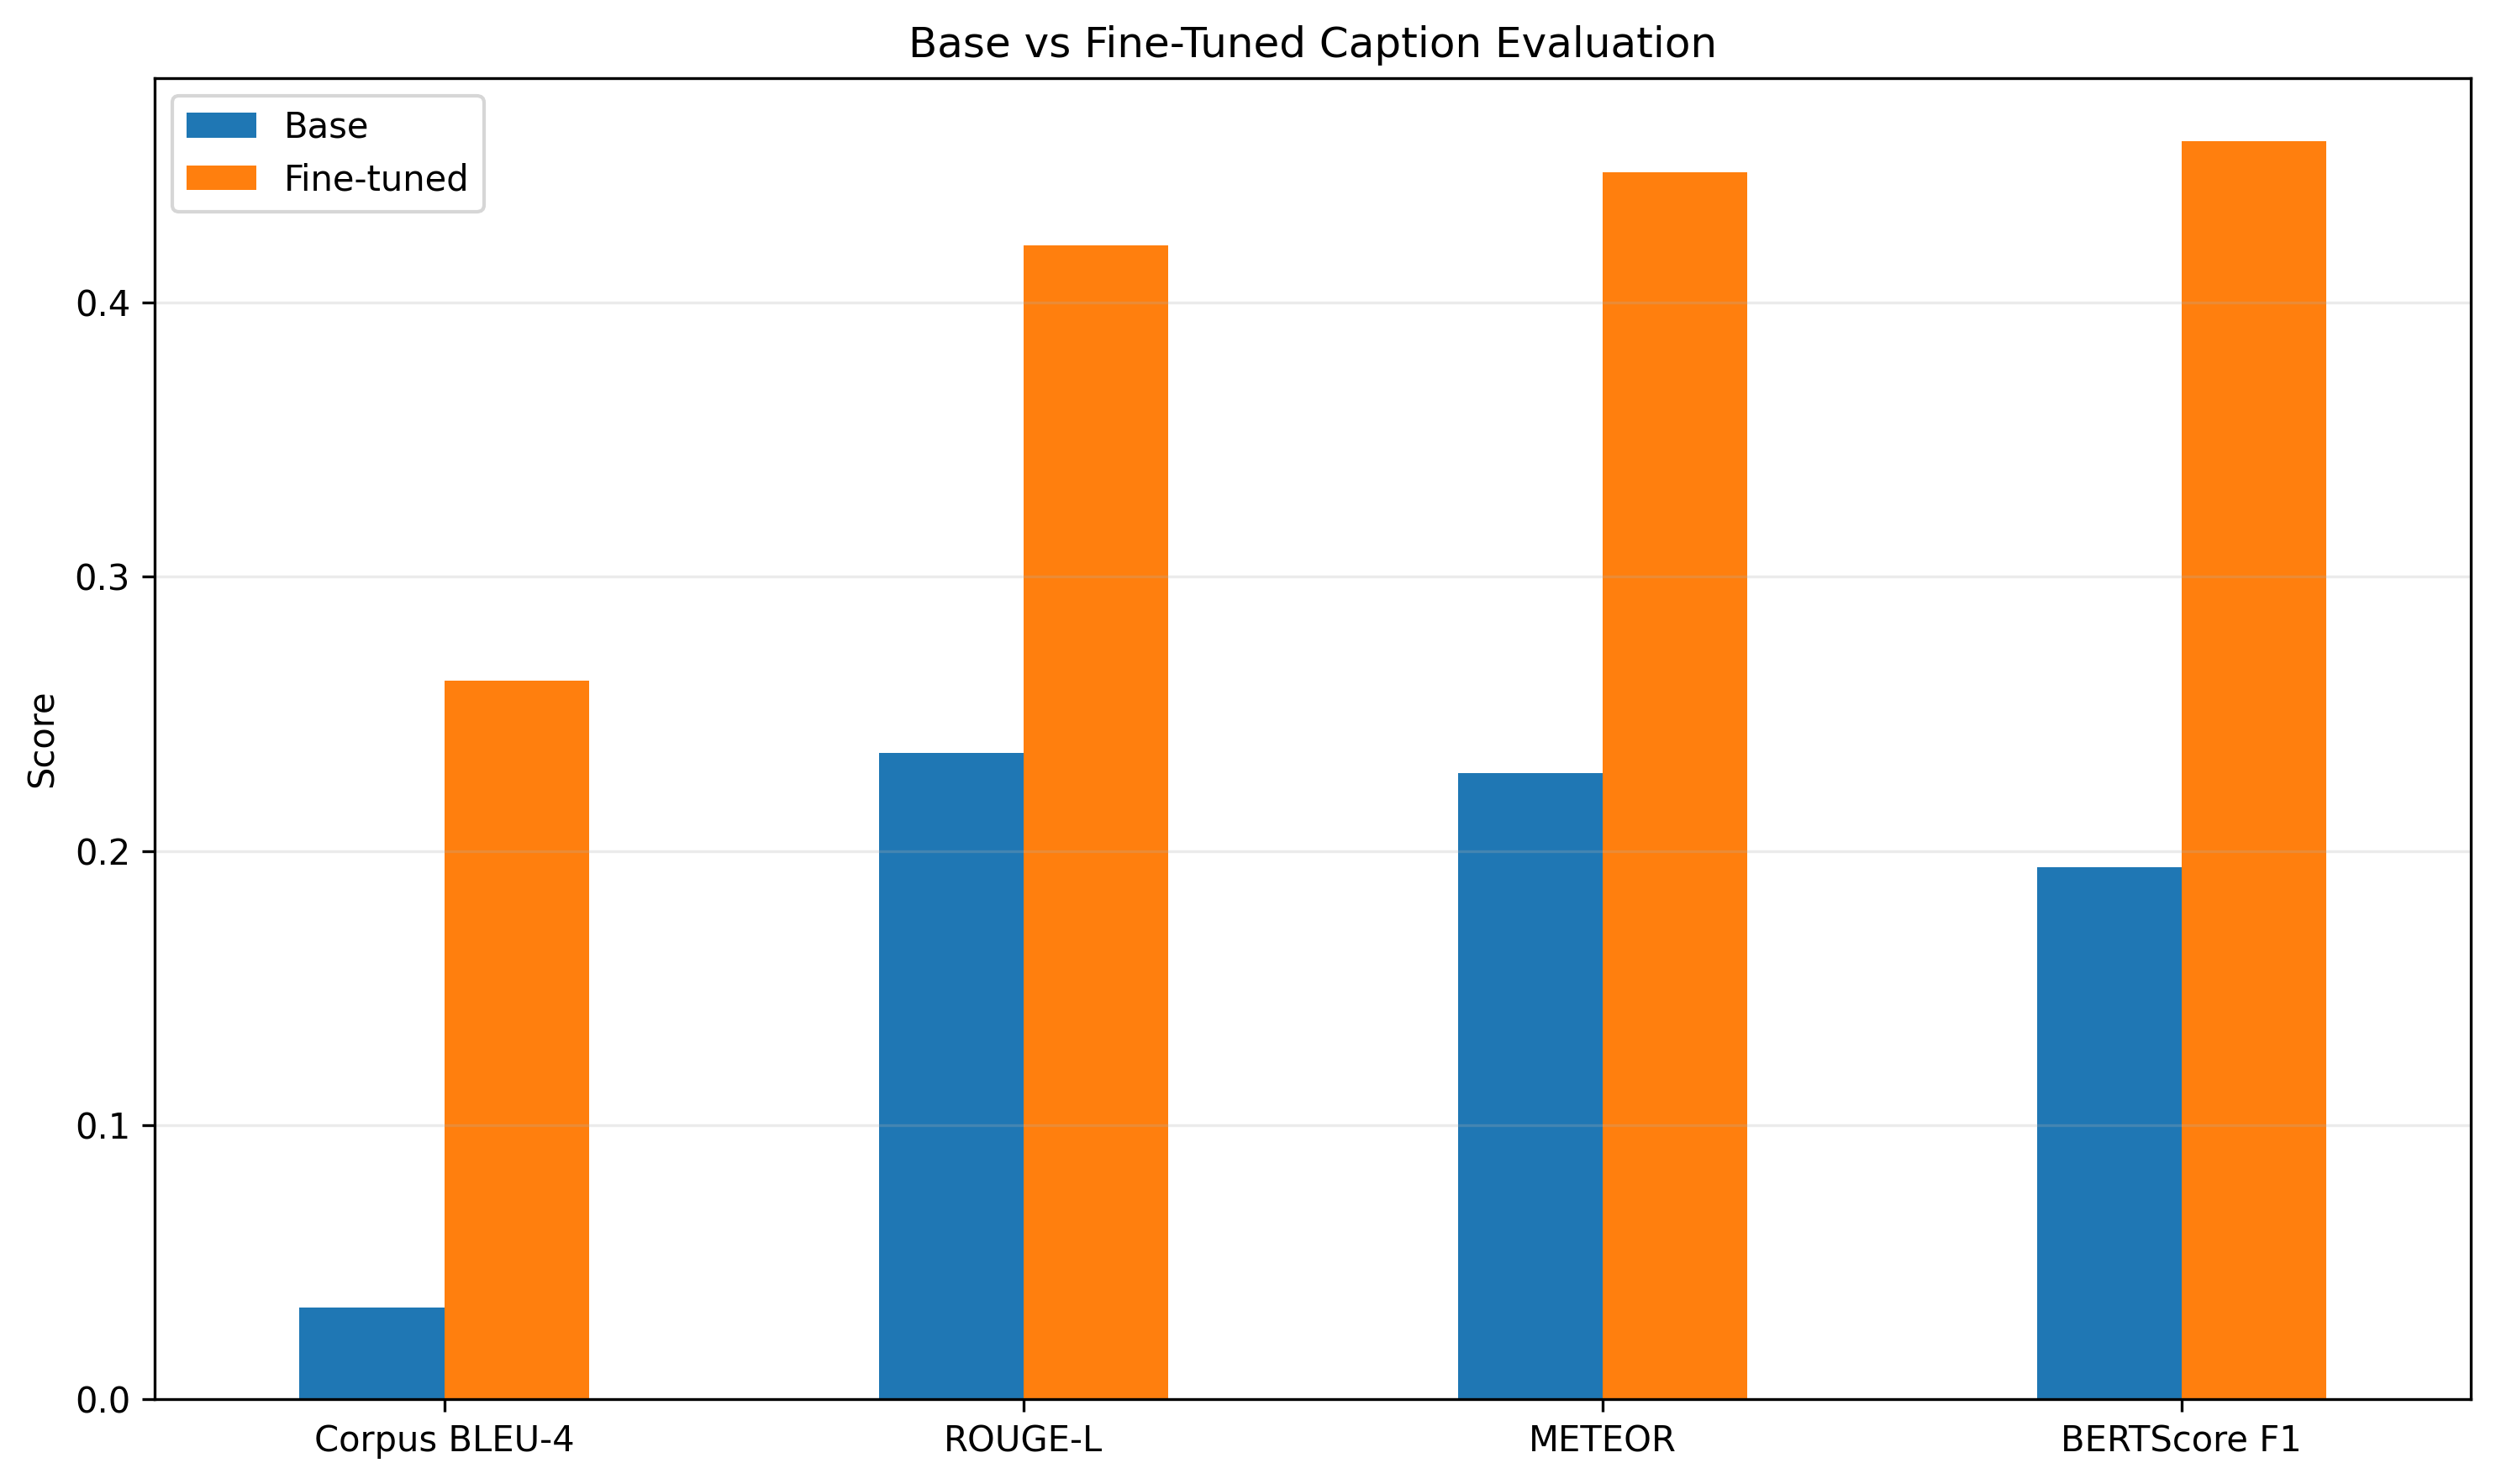 Base vs Fine-Tuned Caption Evaluation
Base
Fine-tuned
Score
0.4
0.3
0.2
0.1
0.0
Corpus BLEU-4
ROUGE-L
METEOR
BERTScore F1